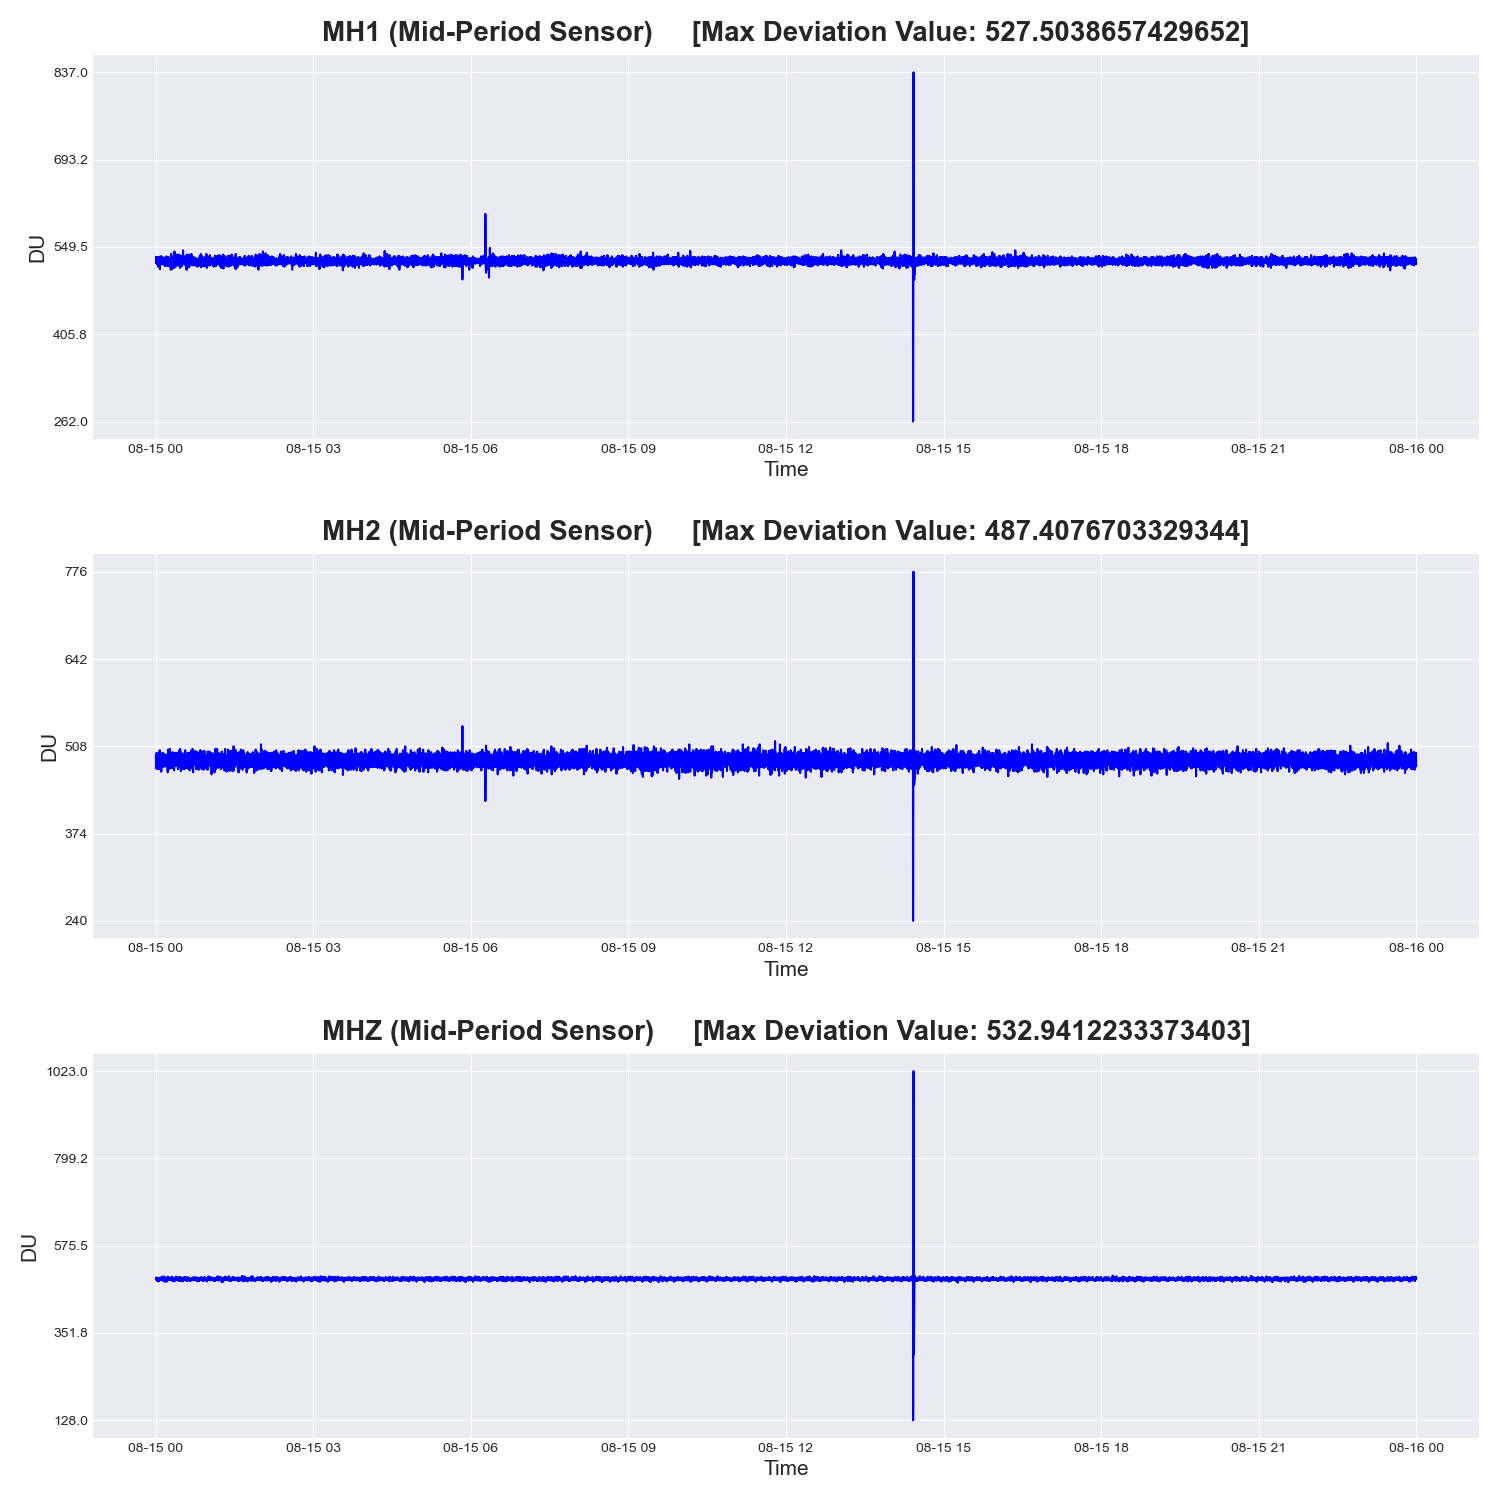 MH1 (Mid-Period Sensor) [Max Deviation Value: 527.5038657429652]
837.0
693.2
549.5
405.8
262.0
DU
08-15 00 08-15 03 08-15 06 08-15 09 08-15 12 08-15 15 08-15 18 08-15 21 08-16 00
Time
MH2 (Mid-Period Sensor) [Max Deviation Value: 487.4076703329344]
776
642
508
374
240
DU
08-15 00 08-15 03 08-15 06 08-15 09 08-15 12 08-15 15 08-15 18 08-15 21 08-16 00
Time
MHZ (Mid-Period Sensor) [Max Deviation Value: 532.9412233373403]
1023.0
799.2
575.5
351.8
128.0
DU
08-15 00 08-15 03 08-15 06 08-15 09 08-15 12 08-15 15 08-15 18 08-15 21 08-16 00
Time